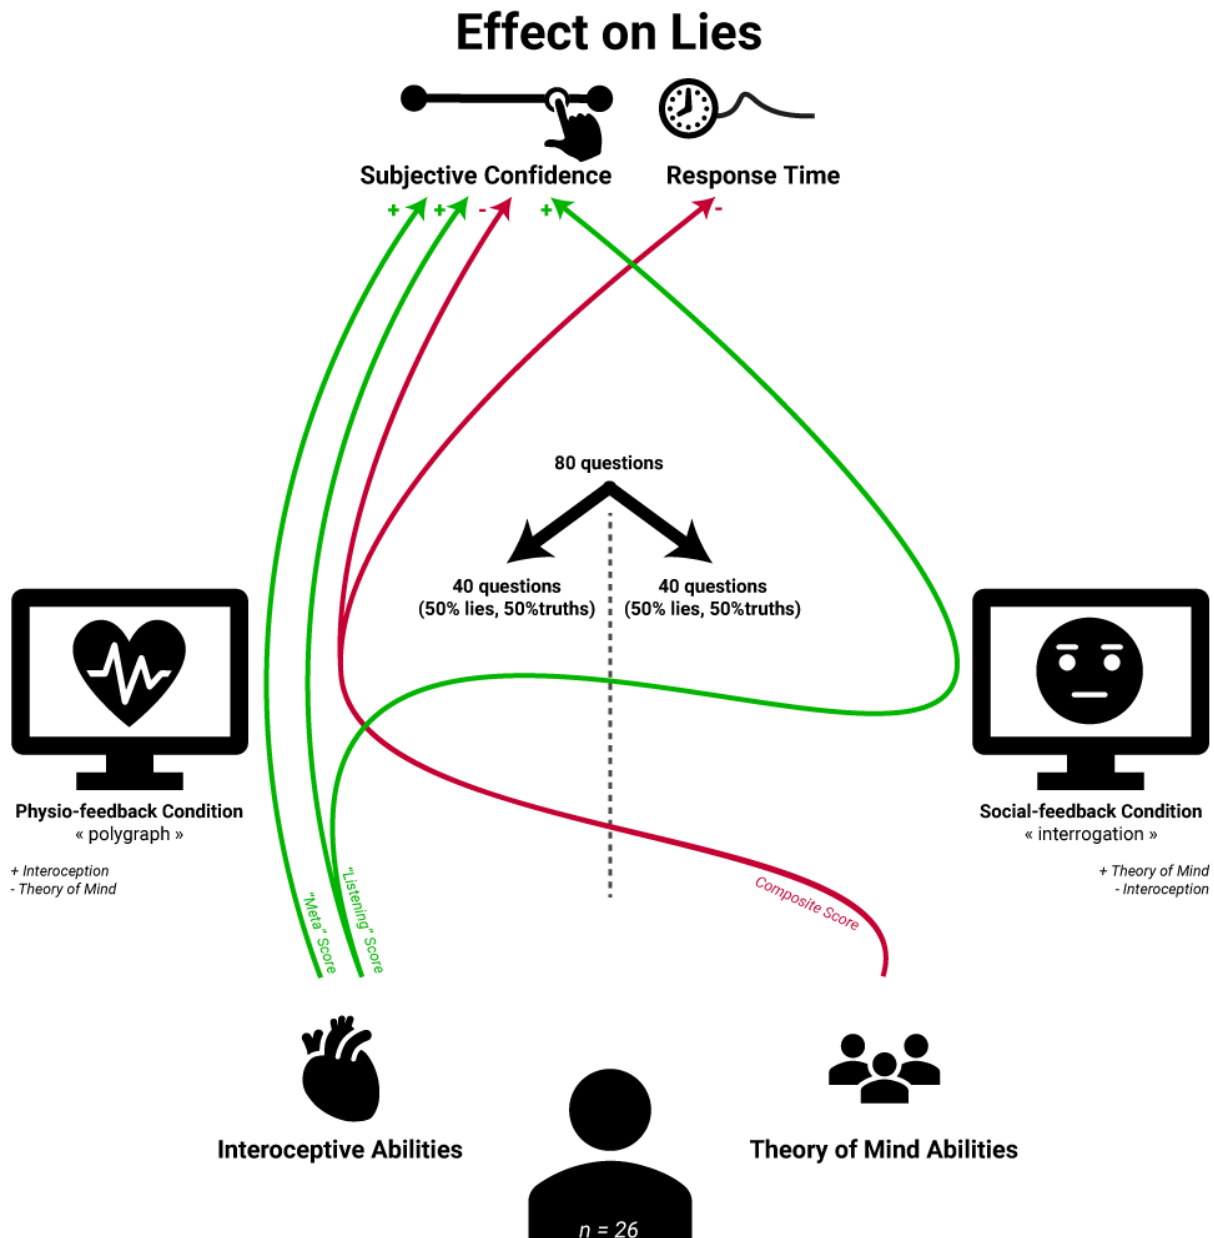 Effect on Lies
Subjective Confidence
Response Time
+
+
-
+
-
80 questions
40 questions
(50% lies, 50%truths)
40 questions
(50% lies, 50%truths)
Physio-feedback Condition
« polygraph »
+ Interoception
- Theory of Mind
Social-feedback Condition
« interrogation »
+ Theory of Mind
- Interoception
"Meta" Score
"Listening" Score
Composite Score
Interoceptive Abilities
Theory of Mind Abilities
n = 26